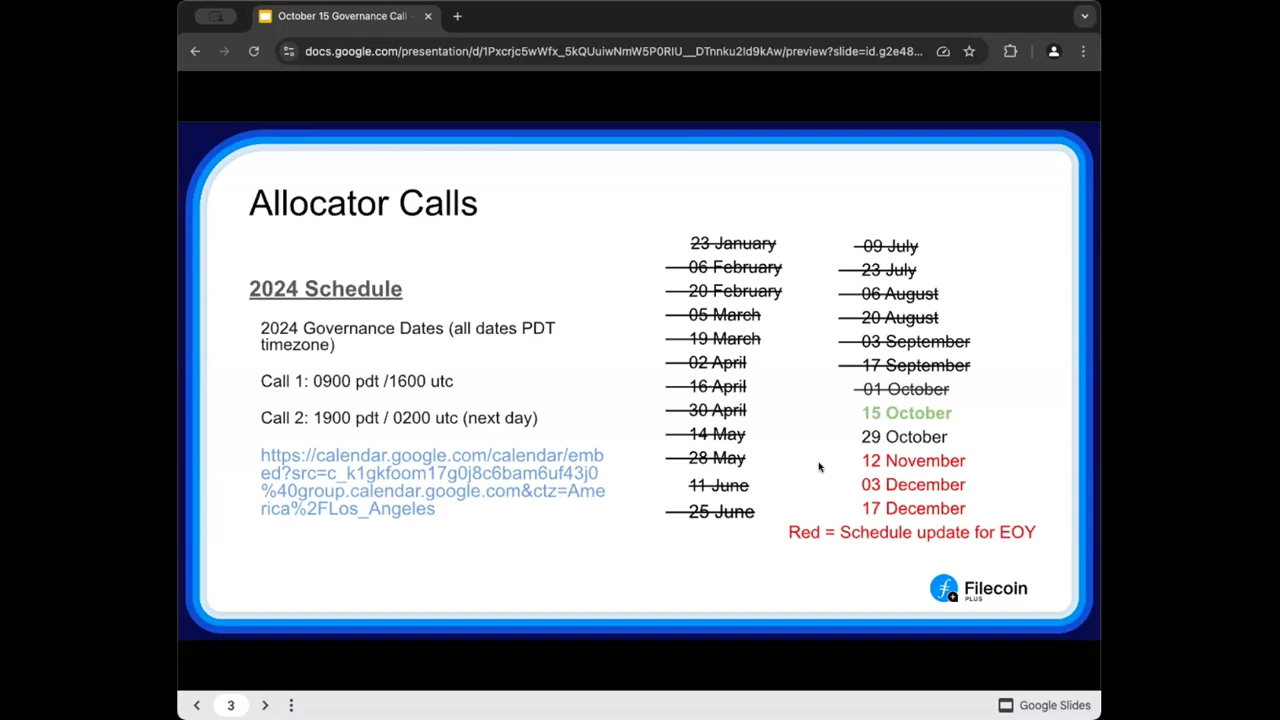 October 15 Governance Call
docs.google.com/presentation/d/1Pxcrjc5wWfx_5kQUuiwNmW5P0RlU__DTnnku2ld9kAw/preview?slide=id.g2e48...
Allocator Calls
2024 Schedule
2024 Governance Dates (all dates PDT
timezone)
Call 1: 0900 pdt /1600 utc
Call 2: 1900 pdt / 0200 utc (next day)
https://calendar.google.com/calendar/emb
ed?src=c_k1gkfoom17g0j8c6bam6uf43j0
%40group.calendar.google.com&ctz=Ame
rica%2FLos_Angeles
23 January
06 February
20 February
05 March
19 March
02 April
16 April
30 April
14 May
28 May
11 June
25 June
09 July
23 July
06 August
20 August
03 September
17 September
01 October
15 October
29 October
12 November
03 December
17 December
Red = Schedule update for EOY
Filecoin
PLUS
3
Google Slides